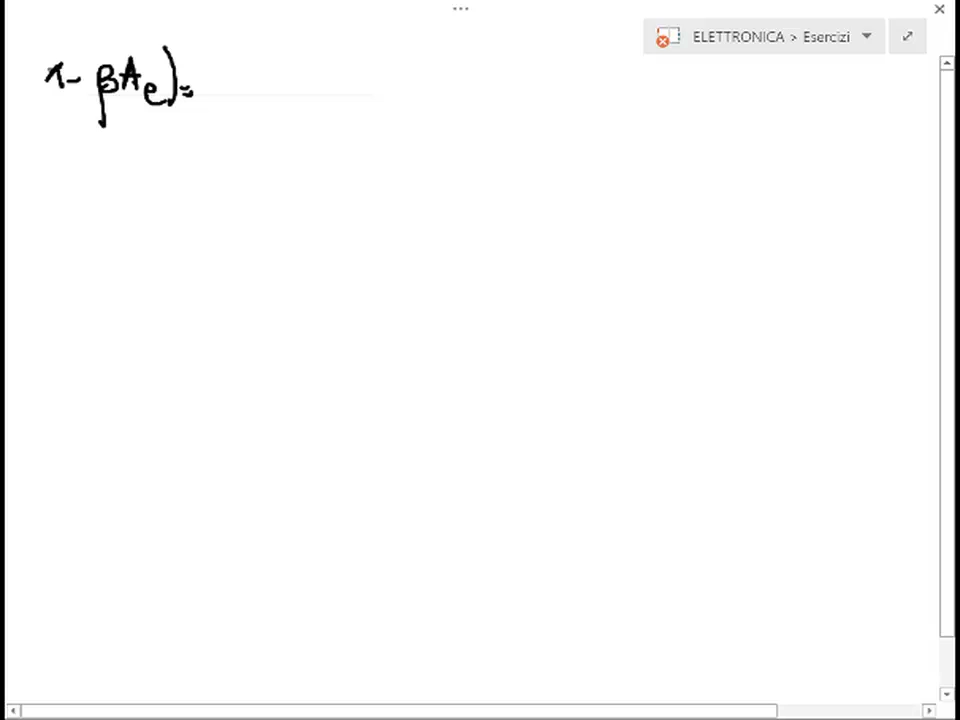 ELETTRONICA > Esercizi
1- βAe)=